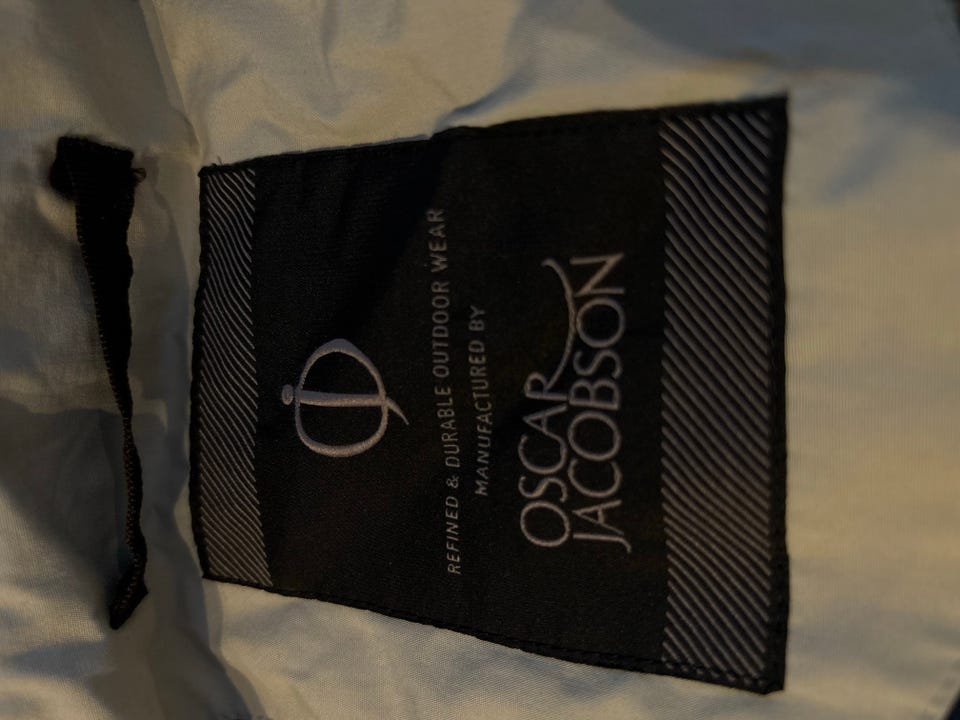 REFINED & DURABLE OUTDOOR WEAR
MANUFACTURED BY
OSCAR
JACOBSON